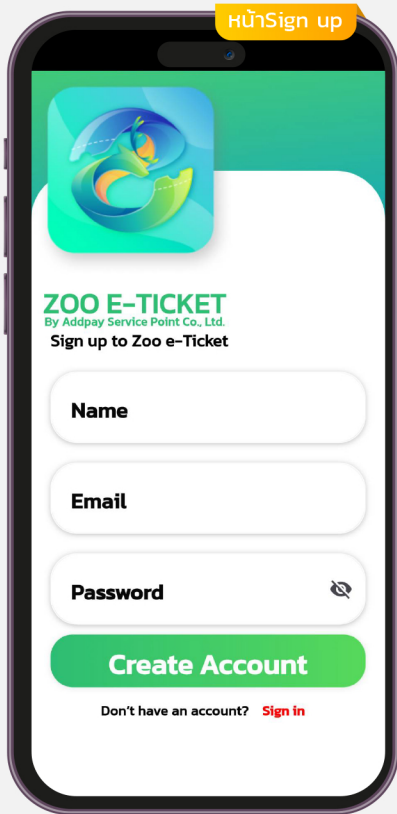 หน้าSign up
ZOO E-TICKET
By Addpay Service Point Co., Ltd.
Sign up to Zoo e-Ticket
Name
Email
Password
Create Account
Don't have an account? Sign in